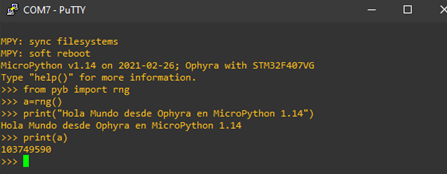 COM7 - PuTTY
MPY: sync filesystems
MPY: soft reboot
MicroPython v1.14 on 2021-02-26; Ophyra with STM32F407VG
Type "help()" for more information.
>>> from pyb import rng
>>> a=rng()
>>> print("Hola Mundo desde Ophyra en MicroPython 1.14")
Hola Mundo desde Ophyra en MicroPython 1.14
>>> print(a)
103749590
>>>